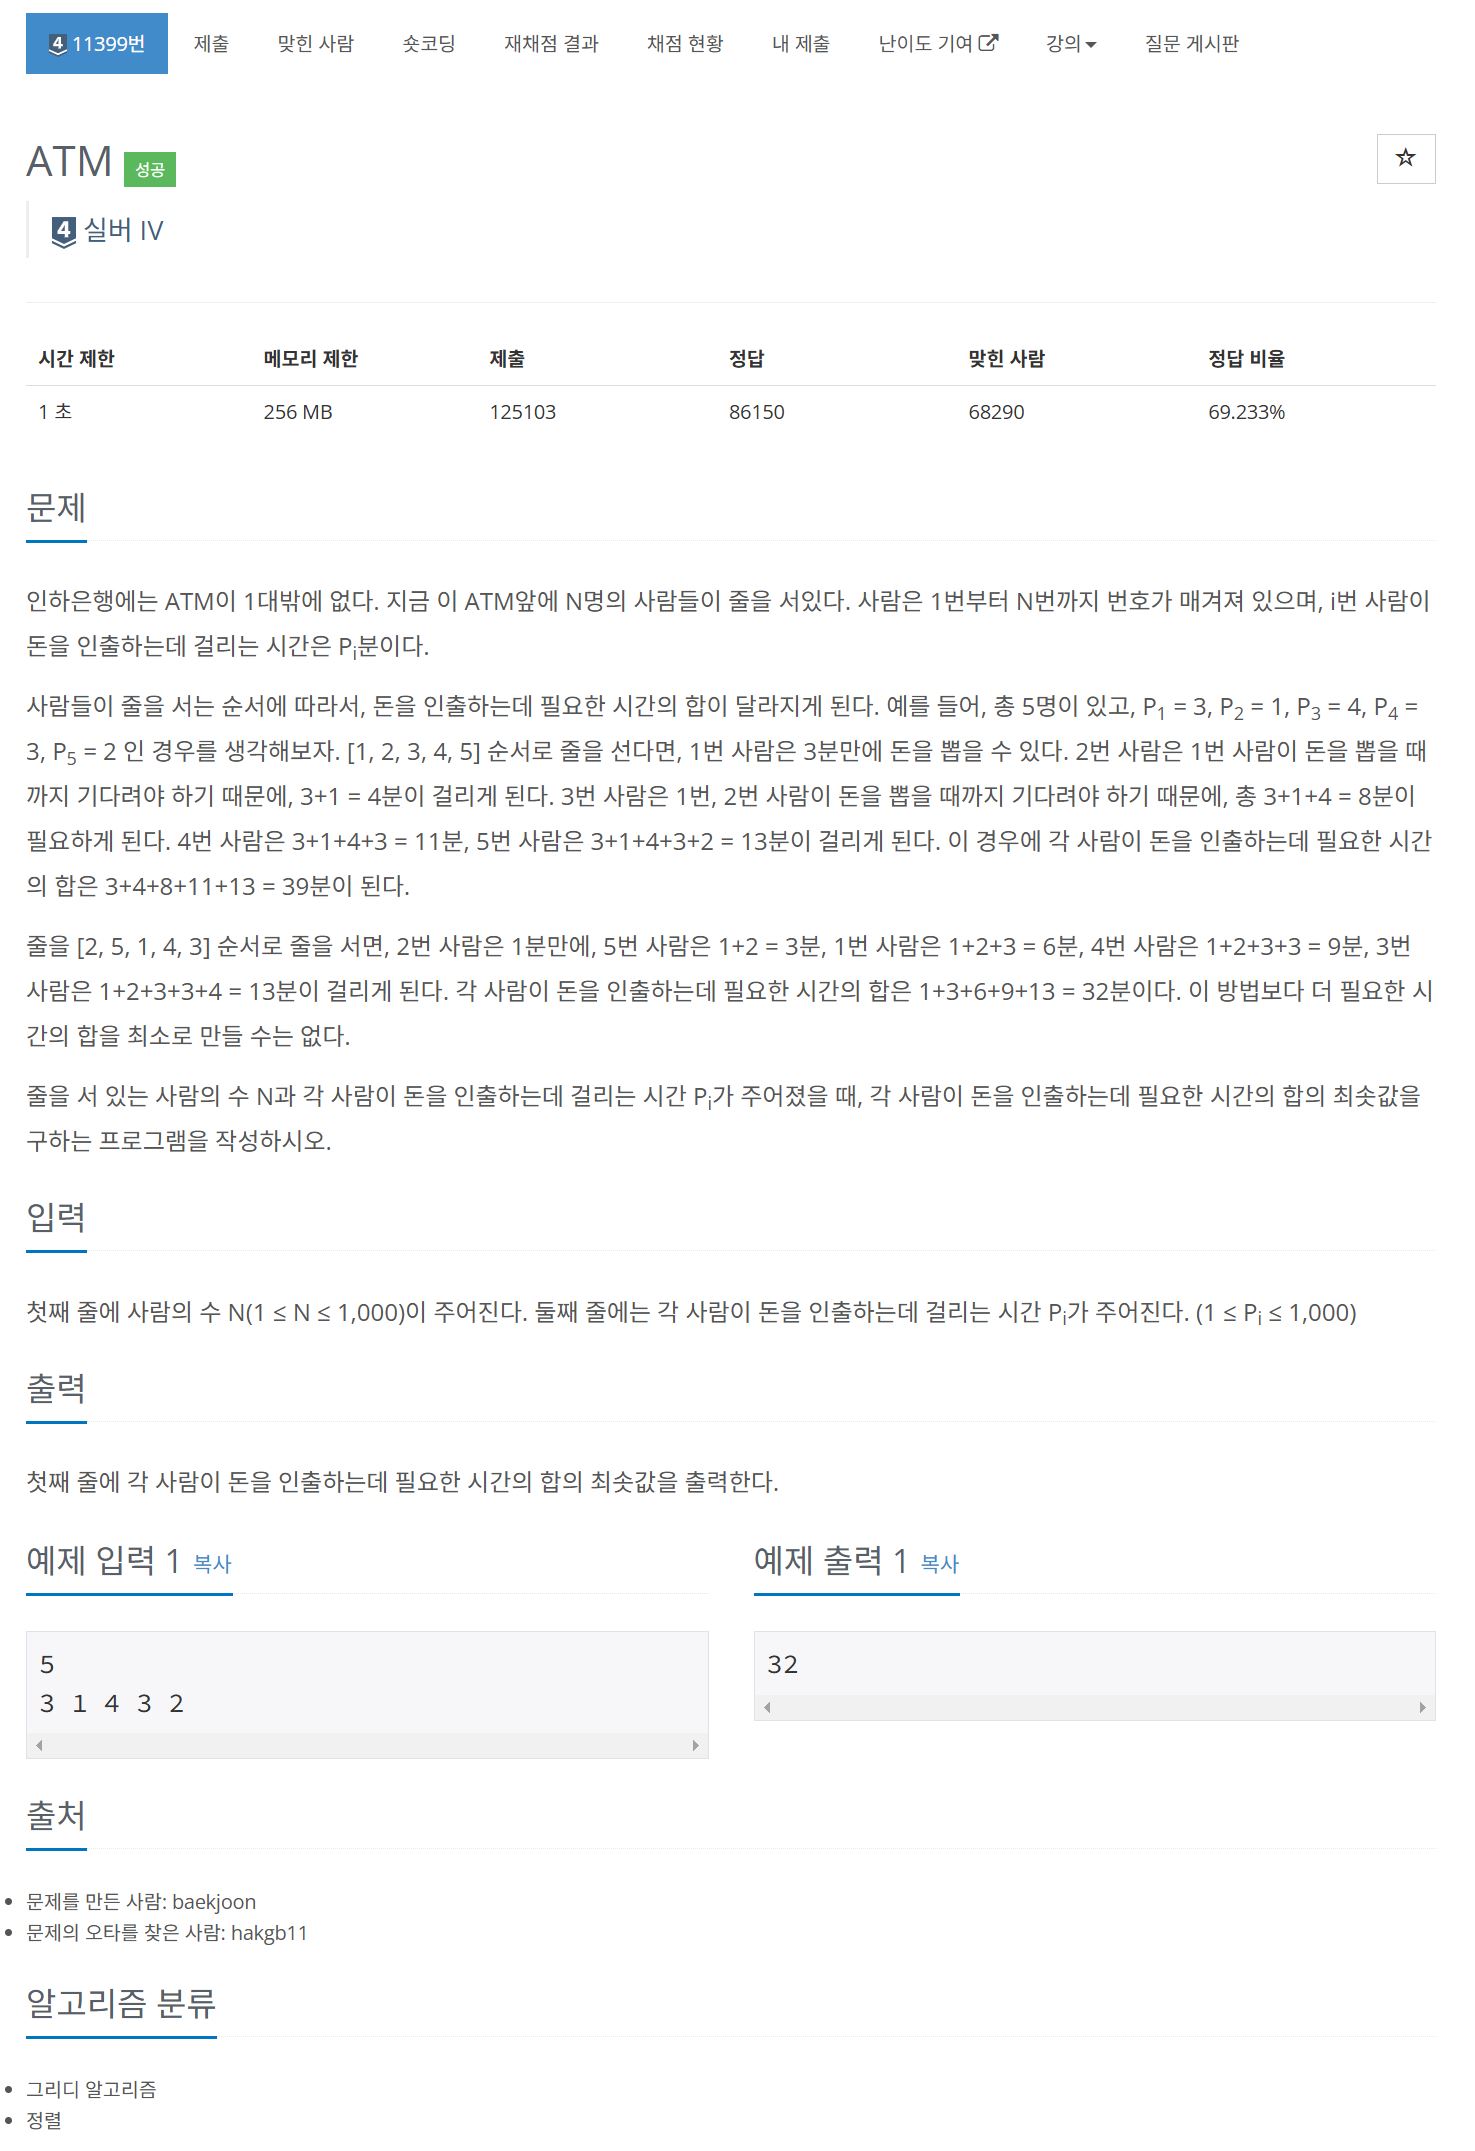 4 11399번 제출 맞힌 사람 숏코딩 재채점 결과 채점 현황 내 제출 난이도 기여 강의 질문 게시판
ATM 성공
4 실버 IV
시간 제한 메모리 제한 제출 정답 맞힌 사람 정답 비율
1 초 256 MB 125103 86150 68290 69.233%
문제
인하은행에는 ATM이 1대밖에 없다. 지금 이 ATM앞에 N명의 사람들이 줄을 서있다. 사람은 1번부터 N번까지 번호가 매겨져 있으며, i번 사람이
돈을 인출하는데 걸리는 시간은 Pi분이다.
사람들이 줄을 서는 순서에 따라서, 돈을 인출하는데 필요한 시간의 합이 달라지게 된다. 예를 들어, 총 5명이 있고, P1 = 3, P2 = 1, P3 = 4, P4 =
3, P5 = 2 인 경우를 생각해보자. [1, 2, 3, 4, 5] 순서로 줄을 선다면, 1번 사람은 3분만에 돈을 뽑을 수 있다. 2번 사람은 1번 사람이 돈을 뽑을 때
까지 기다려야 하기 때문에, 3+1 = 4분이 걸리게 된다. 3번 사람은 1번, 2번 사람이 돈을 뽑을 때까지 기다려야 하기 때문에, 총 3+1+4 = 8분이
필요하게 된다. 4번 사람은 3+1+4+3 = 11분, 5번 사람은 3+1+4+3+2 = 13분이 걸리게 된다. 이 경우에 각 사람이 돈을 인출하는데 필요한 시간
의 합은 3+4+8+11+13 = 39분이 된다.
줄을 [2, 5, 1, 4, 3] 순서로 줄을 서면, 2번 사람은 1분만에, 5번 사람은 1+2 = 3분, 1번 사람은 1+2+3 = 6분, 4번 사람은 1+2+3+3 = 9분, 3번
사람은 1+2+3+3+4 = 13분이 걸리게 된다. 각 사람이 돈을 인출하는데 필요한 시간의 합은 1+3+6+9+13 = 32분이다. 이 방법보다 더 필요한 시
간의 합을 최소로 만들 수는 없다.
줄을 서 있는 사람의 수 N과 각 사람이 돈을 인출하는데 걸리는 시간 Pi가 주어졌을 때, 각 사람이 돈을 인출하는데 필요한 시간의 합의 최솟값을
구하는 프로그램을 작성하시오.
입력
첫째 줄에 사람의 수 N(1 ≤ N ≤ 1,000)이 주어진다. 둘째 줄에는 각 사람이 돈을 인출하는데 걸리는 시간 Pi가 주어진다. (1 ≤ Pi ≤ 1,000)
출력
첫째 줄에 각 사람이 돈을 인출하는데 필요한 시간의 합의 최솟값을 출력한다.
예제 입력 1 복사
5
3 1 4 3 2
예제 출력 1 복사
32
출처
문제를 만든 사람: baekjoon
문제의 오타를 찾은 사람: hakgb11
알고리즘 분류
그리디 알고리즘
정렬